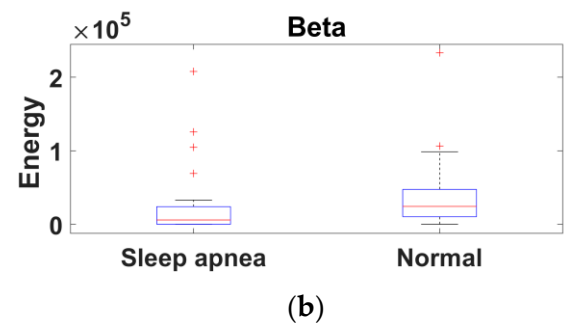 ×10⁵
Beta
Energy
2
1
0
Sleep apnea
Normal
(b)